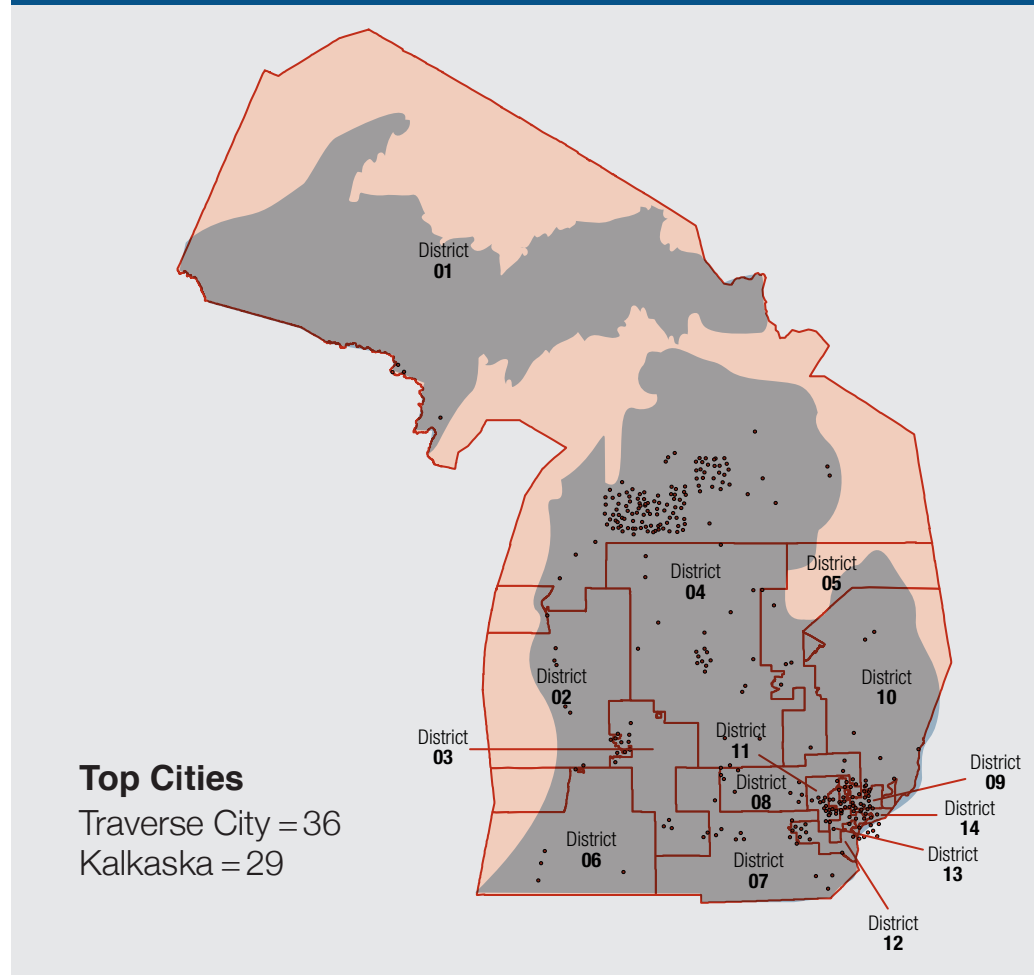 District
01
District
04
District
05
District
02
District
10
District
11
District
03
District
08
District
09
District
14
District
06
District
07
District
13
District
12
Top Cities
Traverse City = 36
Kalkaska = 29